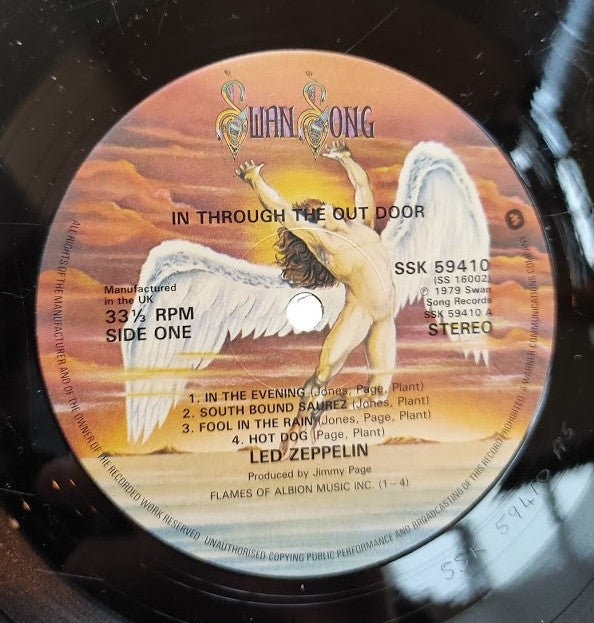 SWAN SONG
IN THROUGH THE OUT DOOR
Manufactured
in the UK
33⅓ RPM
SIDE ONE
SSK 59410
(SS 16002)
℗ 1979 Swan
Song Records
SSK 59410 A
STEREO
1. IN THE EVENING (Jones, Page, Plant)
2. SOUTH BOUND SAUREZ (Jones, Plant)
3. FOOL IN THE RAIN (Jones, Page, Plant)
4. HOT DOG (Page, Plant)
LED ZEPPELIN
Produced by Jimmy Page
FLAMES OF ALBION MUSIC INC. (1-4)
ALL RIGHTS OF THE MANUFACTURER AND OF THE OWNER OF THE RECORDED WORK RESERVED UNAUTHORISED COPYING PUBLIC PERFORMANCE AND BROADCASTING OF THIS RECORD PROHIBITED • A WARNER COMMUNICATIONS COMPANY
SSK 59410